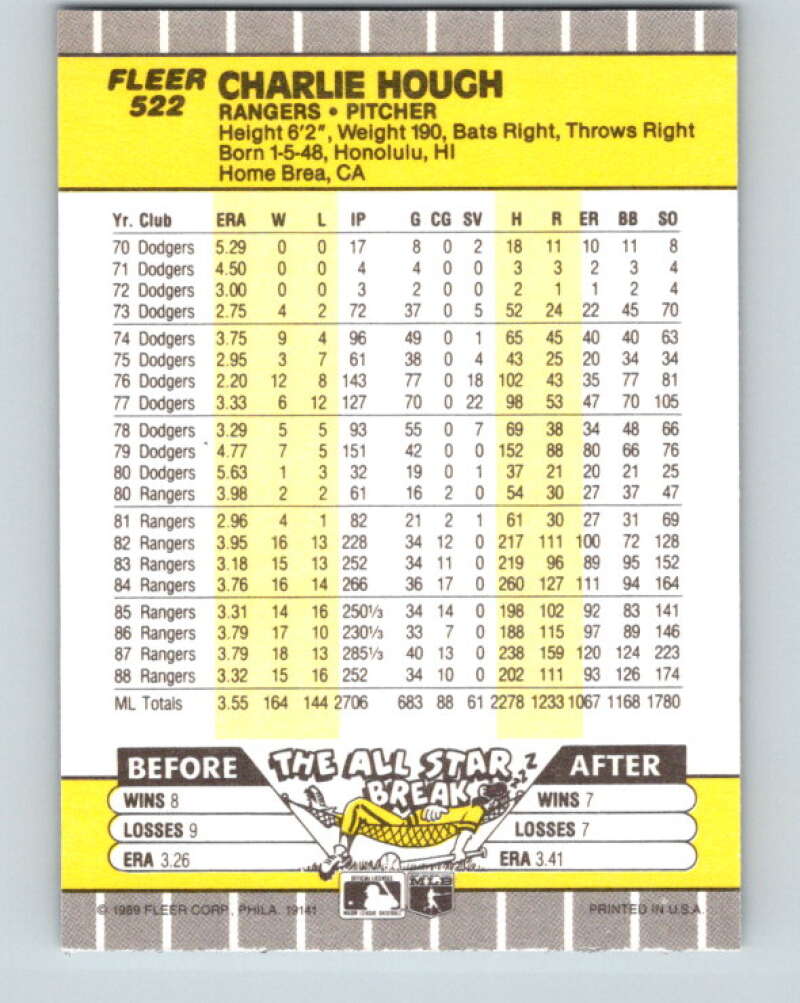 FLEER CHARLIE HOUGH
522 RANGERS • PITCHER
Height 6'2", Weight 190, Bats Right, Throws Right
Born 1-5-48, Honolulu, HI
Home Brea, CA
Yr. Club ERA W L IP G CG SV H R ER BB SO
70 Dodgers 5.29 0 0 17 8 0 2 18 11 10 11 8
71 Dodgers 4.50 0 0 4 4 0 0 3 3 2 3 4
72 Dodgers 3.00 0 0 3 2 0 0 2 1 1 2 4
73 Dodgers 2.75 4 2 72 37 0 5 52 24 22 45 70
74 Dodgers 3.75 9 4 96 49 0 1 65 45 40 40 63
75 Dodgers 2.95 3 7 61 38 0 4 43 25 20 34 34
76 Dodgers 2.20 12 8 143 77 0 18 102 43 35 77 81
77 Dodgers 3.33 6 12 127 70 0 22 98 53 47 70 105
78 Dodgers 3.29 5 5 93 55 0 7 69 38 34 48 66
79 Dodgers 4.77 7 5 151 42 0 0 152 88 80 66 76
80 Dodgers 5.63 1 3 32 19 0 1 37 21 20 21 25
80 Rangers 3.98 2 2 61 16 2 0 54 30 27 37 47
81 Rangers 2.96 4 1 82 21 2 1 61 30 27 31 69
82 Rangers 3.95 16 13 228 34 12 0 217 111 100 72 128
83 Rangers 3.18 15 13 252 34 11 0 219 96 89 95 152
84 Rangers 3.76 16 14 266 36 17 0 260 127 111 94 164
85 Rangers 3.31 14 16 250⅓ 34 14 0 198 102 92 83 141
86 Rangers 3.79 17 10 230⅓ 33 7 0 188 115 97 89 146
87 Rangers 3.79 18 13 285⅓ 40 13 0 238 159 120 124 223
88 Rangers 3.32 15 16 252 34 10 0 202 111 93 126 174
ML Totals 3.55 164 144 2706 683 88 61 2278 1233 1067 1168 1780
BEFORE THE ALL STAR BREAK ZZZ AFTER
WINS 8 WINS 7
LOSSES 9 LOSSES 7
ERA 3.26 ERA 3.41
OFFICIAL LICENSEE
MAJOR LEAGUE BASEBALL
MLB
© 1989 FLEER CORP., PHILA. 19141 PRINTED IN U.S.A.